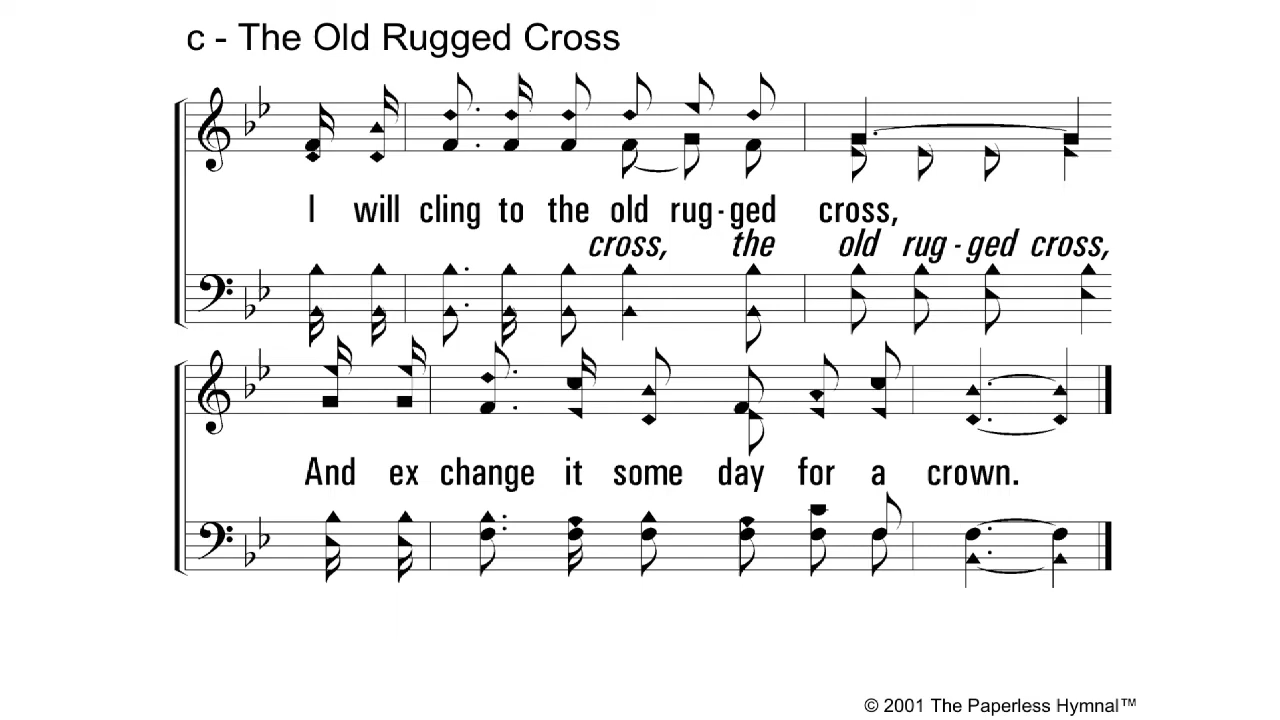 c - The Old Rugged Cross
I will cling to the old rug - ged cross,
cross, the old rug - ged cross,
And ex change it some day for a crown.
© 2001 The Paperless Hymnal™